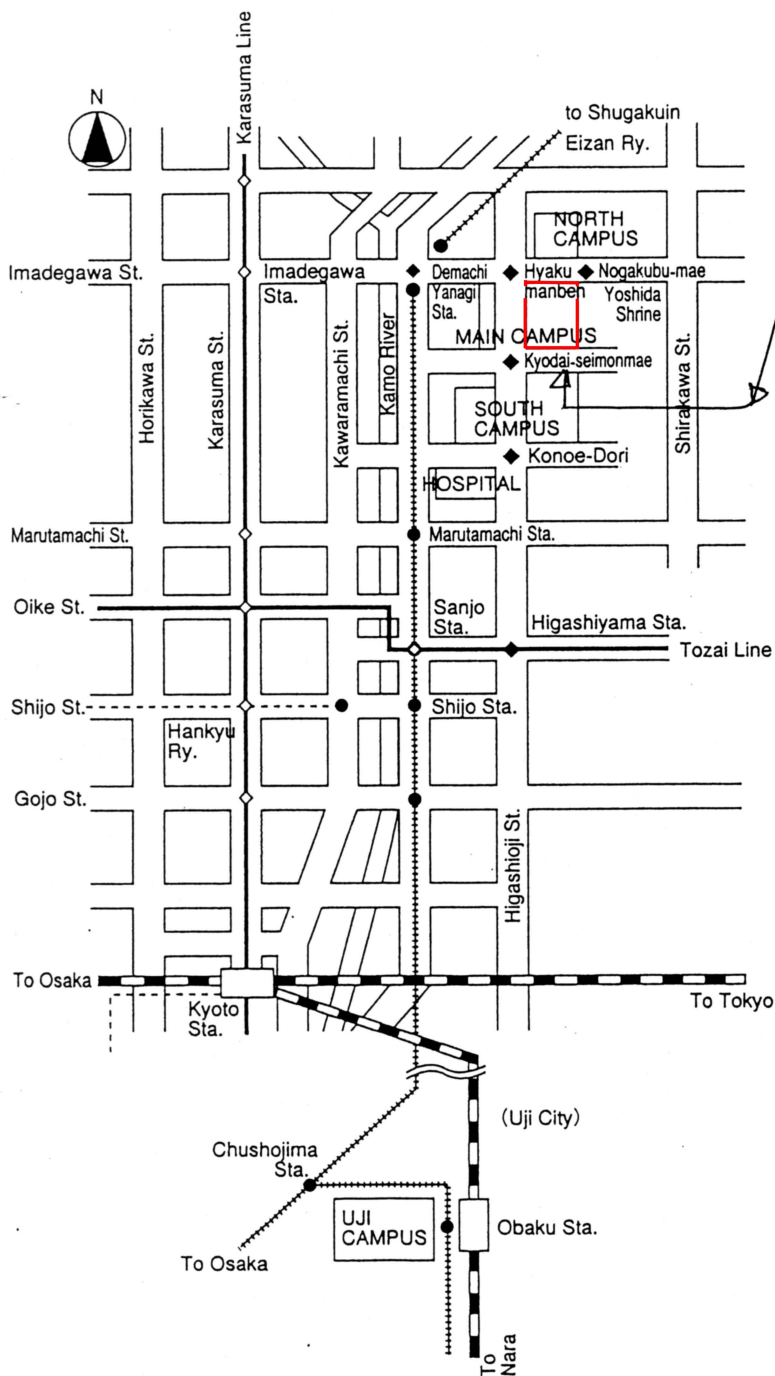 Karasuma Line
N
to Shugakuin
Eizan Ry.
NORTH
CAMPUS
Imadegawa St.
Imadegawa
Sta.
Demachi
Yanagi
Sta.
Hyaku
manben
Nogakubu-mae
Yoshida
Shrine
MAIN CAMPUS
Kyodai-seimonmae
Horikawa St.
Karasuma St.
Kawaramachi St.
Kamo River
Shirakawa St.
SOUTH
CAMPUS
Konoe-Dori
HOSPITAL
Marutamachi St.
Marutamachi Sta.
Oike St.
Sanjo
Sta.
Higashiyama Sta.
Tozai Line
Shijo St.
Shijo Sta.
Hankyu
Ry.
Gojo St.
Higashioji St.
To Osaka
Kyoto
Sta.
To Tokyo
(Uji City)
Chushojima
Sta.
UJI
CAMPUS
Obaku Sta.
To Osaka
To
Nara